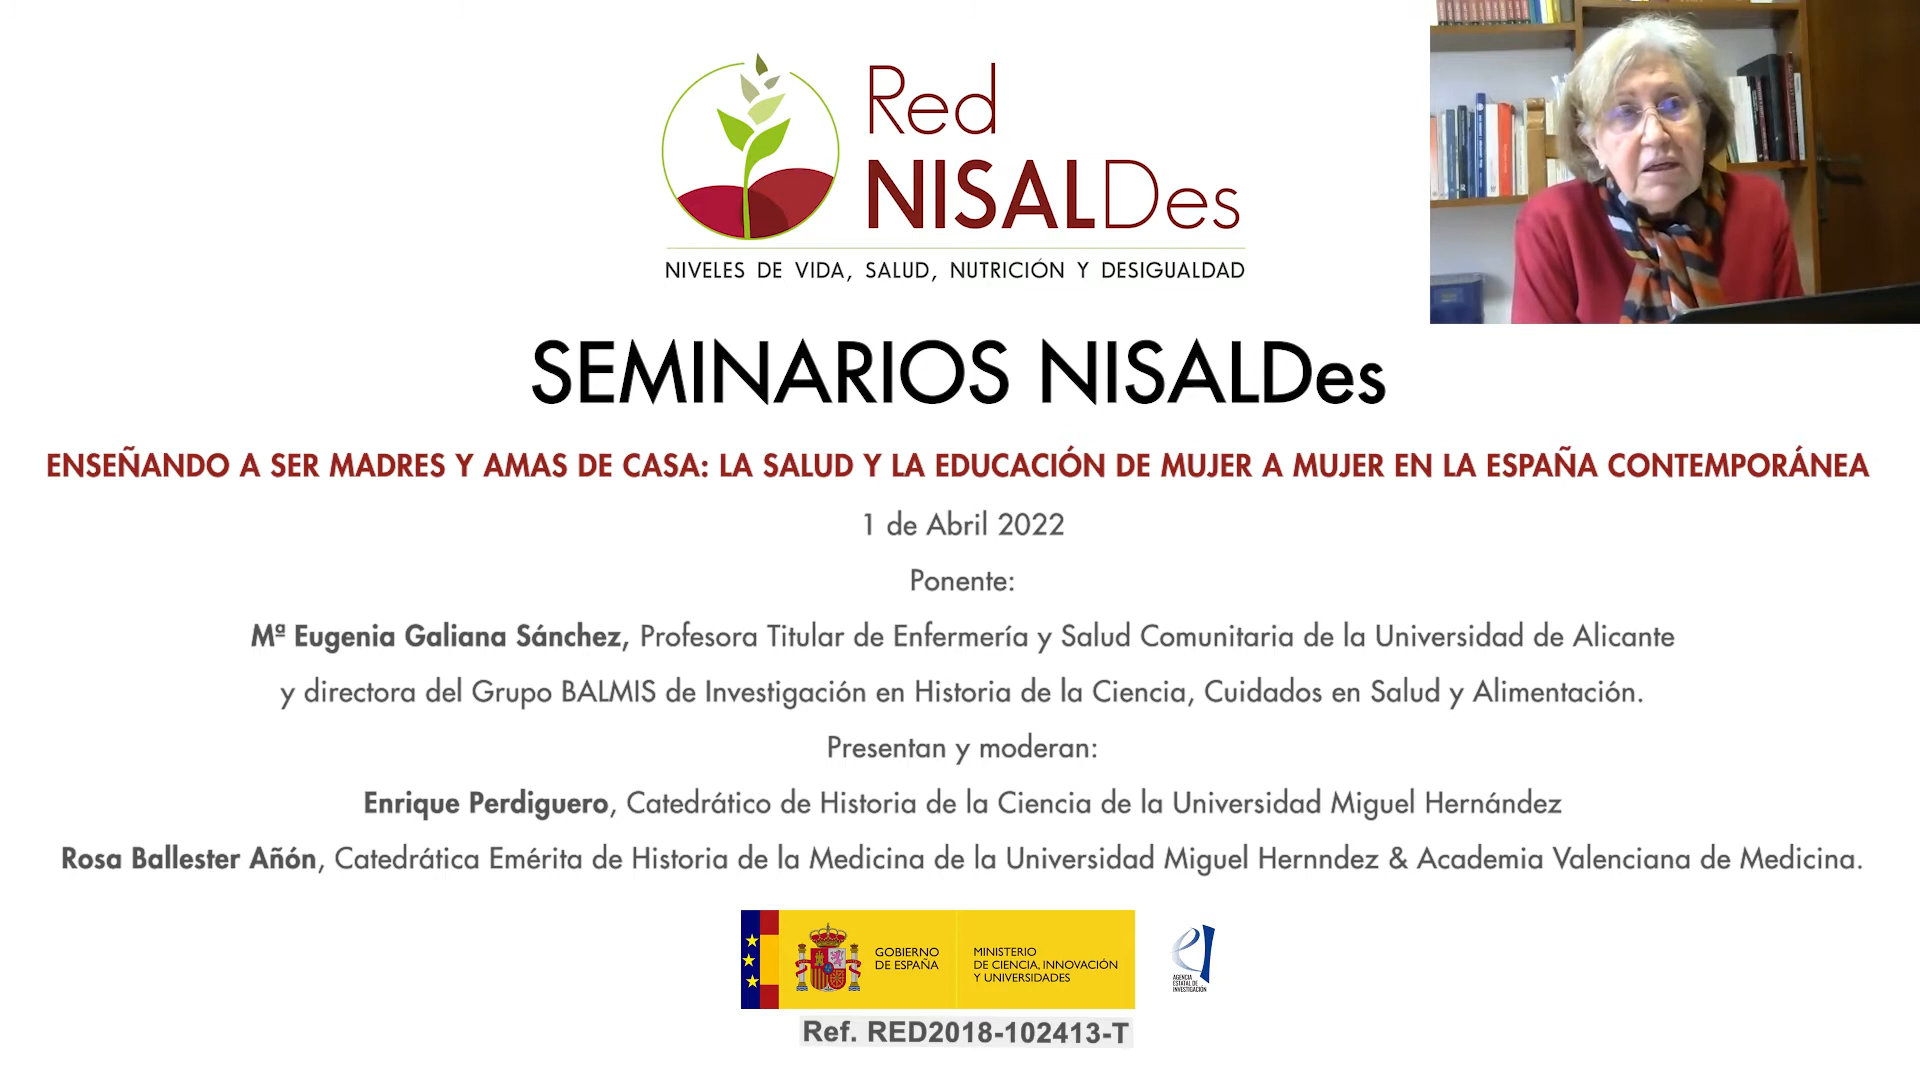 Red
NISALDes
NIVELES DE VIDA, SALUD, NUTRICIÓN Y DESIGUALDAD
SEMINARIOS NISALDes
ENSEÑANDO A SER MADRES Y AMAS DE CASA: LA SALUD Y LA EDUCACIÓN DE MUJER A MUJER EN LA ESPAÑA CONTEMPORÁNEA
1 de Abril 2022
Ponente:
Mª Eugenia Galiana Sánchez, Profesora Titular de Enfermería y Salud Comunitaria de la Universidad de Alicante
y directora del Grupo BALMIS de Investigación en Historia de la Ciencia, Cuidados en Salud y Alimentación.
Presentan y moderan:
Enrique Perdiguero, Catedrático de Historia de la Ciencia de la Universidad Miguel Hernández
Rosa Ballester Añón, Catedrática Emérita de Historia de la Medicina de la Universidad Miguel Hernndez & Academia Valenciana de Medicina.
GOBIERNO
DE ESPAÑA
MINISTERIO
DE CIENCIA, INNOVACIÓN
Y UNIVERSIDADES
AGENCIA
ESTATAL DE
INVESTIGACIÓN
Ref. RED2018-102413-T